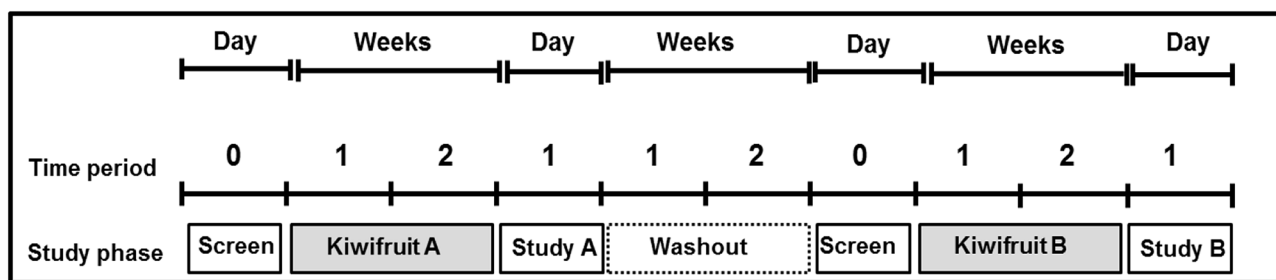 Day Weeks Day Weeks Day Weeks Day
Time period 0 1 2 1 1 2 0 1 2 1
Study phase Screen Kiwifruit A Study A Washout Screen Kiwifruit B Study B